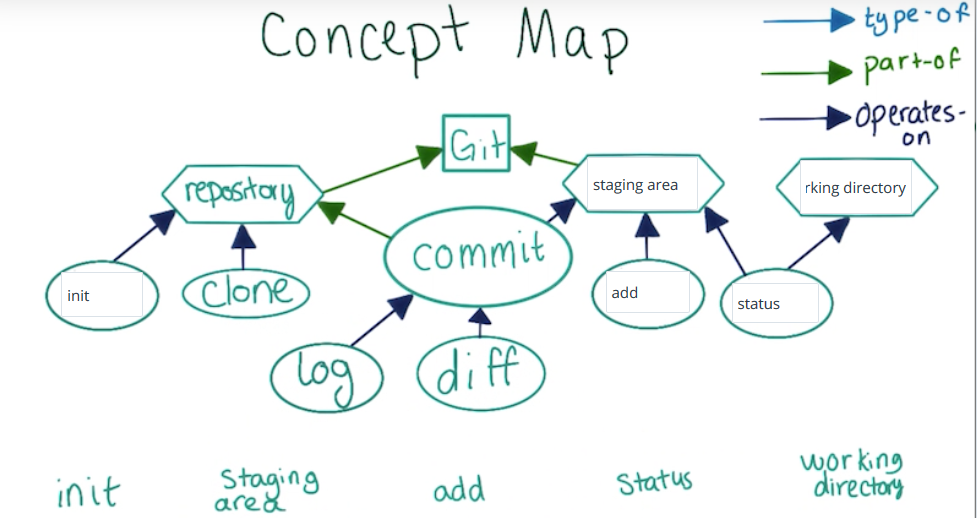 Concept Map
type-of
part-of
operates-
on
Git
repository
staging area
rking directory
commit
init
clone
add
status
log
diff
init
Staging
area
add
Status
working
directory